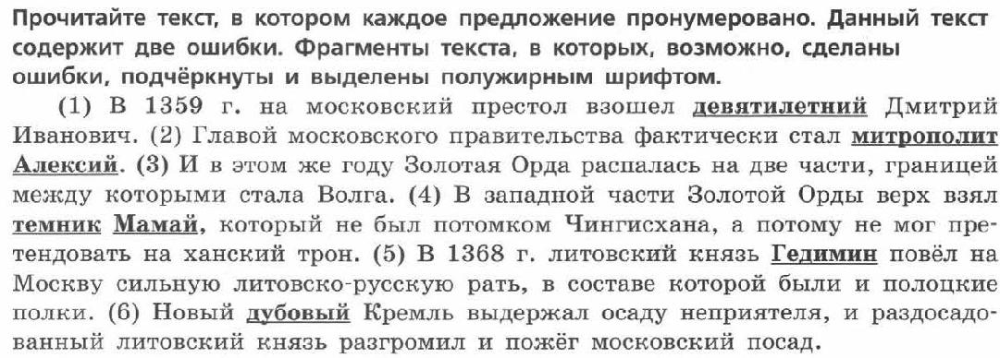 Прочитайте текст, в котором каждое предложение пронумеровано. Данный текст
содержит две ошибки. Фрагменты текста, в которых, возможно, сделаны
ошибки, подчёркнуты и выделены полужирным шрифтом.
(1) В 1359 г. на московский престол взошел девятилетний Дмитрий
Иванович. (2) Главой московского правительства фактически стал митрополит
Алексий. (3) И в этом же году Золотая Орда распалась на две части, границей
между которыми стала Волга. (4) В западной части Золотой Орды верх взял
темник Мамай, который не был потомком Чингисхана, а потому не мог пре-
тендовать на ханский трон. (5) В 1368 г. литовский князь Гедимин повёл на
Москву сильную литовско-русскую рать, в составе которой были и полоцкие
полки. (6) Новый дубовый Кремль выдержал осаду неприятеля, и раздосадо-
ванный литовский князь разгромил и пожёг московский посад.